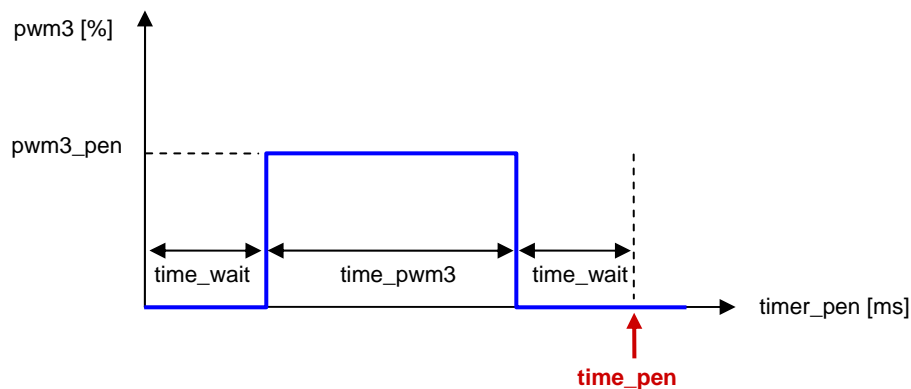 pwm3 [%]
pwm3_pen
time_wait
time_pwm3
time_wait
timer_pen [ms]
time_pen